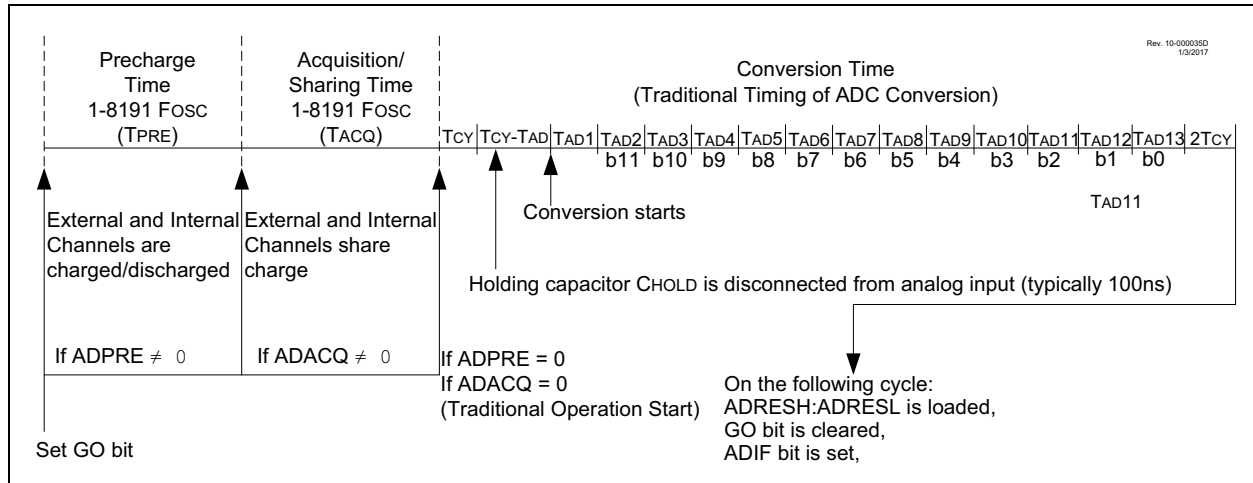 Rev. 10-000035D
1/3/2017
Precharge
Time
1-8191 FOSC
(TPRE)
Acquisition/
Sharing Time
1-8191 FOSC
(TACQ)
Conversion Time
(Traditional Timing of ADC Conversion)
TCY TCY-TAD TAD1 TAD2 TAD3 TAD4 TAD5 TAD6 TAD7 TAD8 TAD9 TAD10 TAD11 TAD12 TAD13 2TCY
b11 b10 b9 b8 b7 b6 b5 b4 b3 b2 b1 b0
TAD11
External and Internal
Channels are
charged/discharged
External and Internal
Channels share
charge
Conversion starts
Holding capacitor CHOLD is disconnected from analog input (typically 100ns)
If ADPRE ≠ 0
If ADACQ ≠ 0
If ADPRE = 0
If ADACQ = 0
(Traditional Operation Start)
On the following cycle:
ADRESH:ADRESL is loaded,
GO bit is cleared,
ADIF bit is set,
Set GO bit